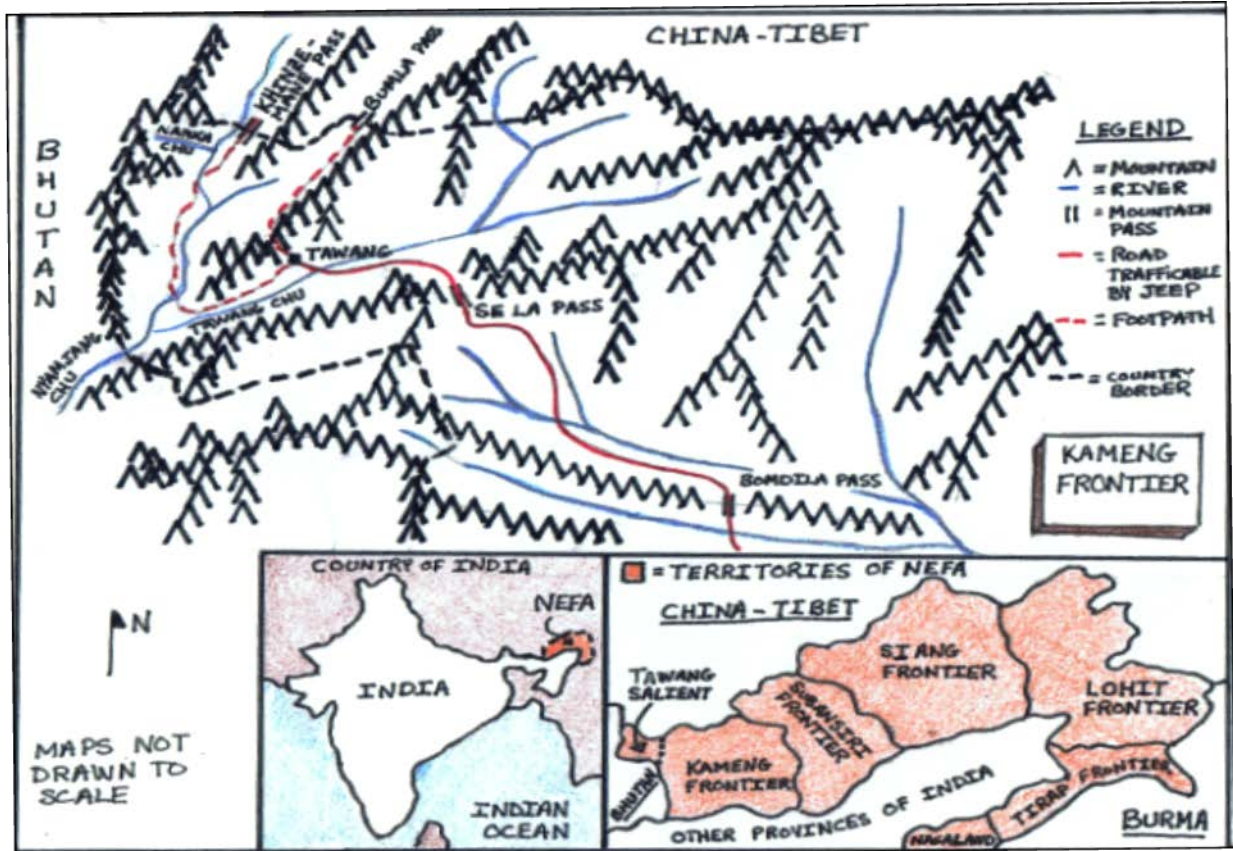 CHINA-TIBET
KHINZE-
MANE PASS
BUMLA PASS
NAMKA
CHU
BHUTAN
TAWANG
TAWANG CHU
NYAMJANG
CHU
SE LA PASS
BOMDILA PASS
LEGEND
= MOUNTAIN
= RIVER
= MOUNTAIN
PASS
= ROAD
TRAFFICABLE
BY JEEP
= FOOTPATH
= COUNTRY
BORDER
KAMENG
FRONTIER
N
MAPS NOT
DRAWN TO
SCALE
COUNTRY OF INDIA
NEFA
INDIA
INDIAN
OCEAN
= TERRITORIES OF NEFA
CHINA-TIBET
TAWANG
SALIENT
BHUTAN
KAMENG
FRONTIER
SUBANSIRI
FRONTIER
SIANG
FRONTIER
LOHIT
FRONTIER
TIRAP FRONTIER
NAGALAND
OTHER PROVINCES OF INDIA
BURMA